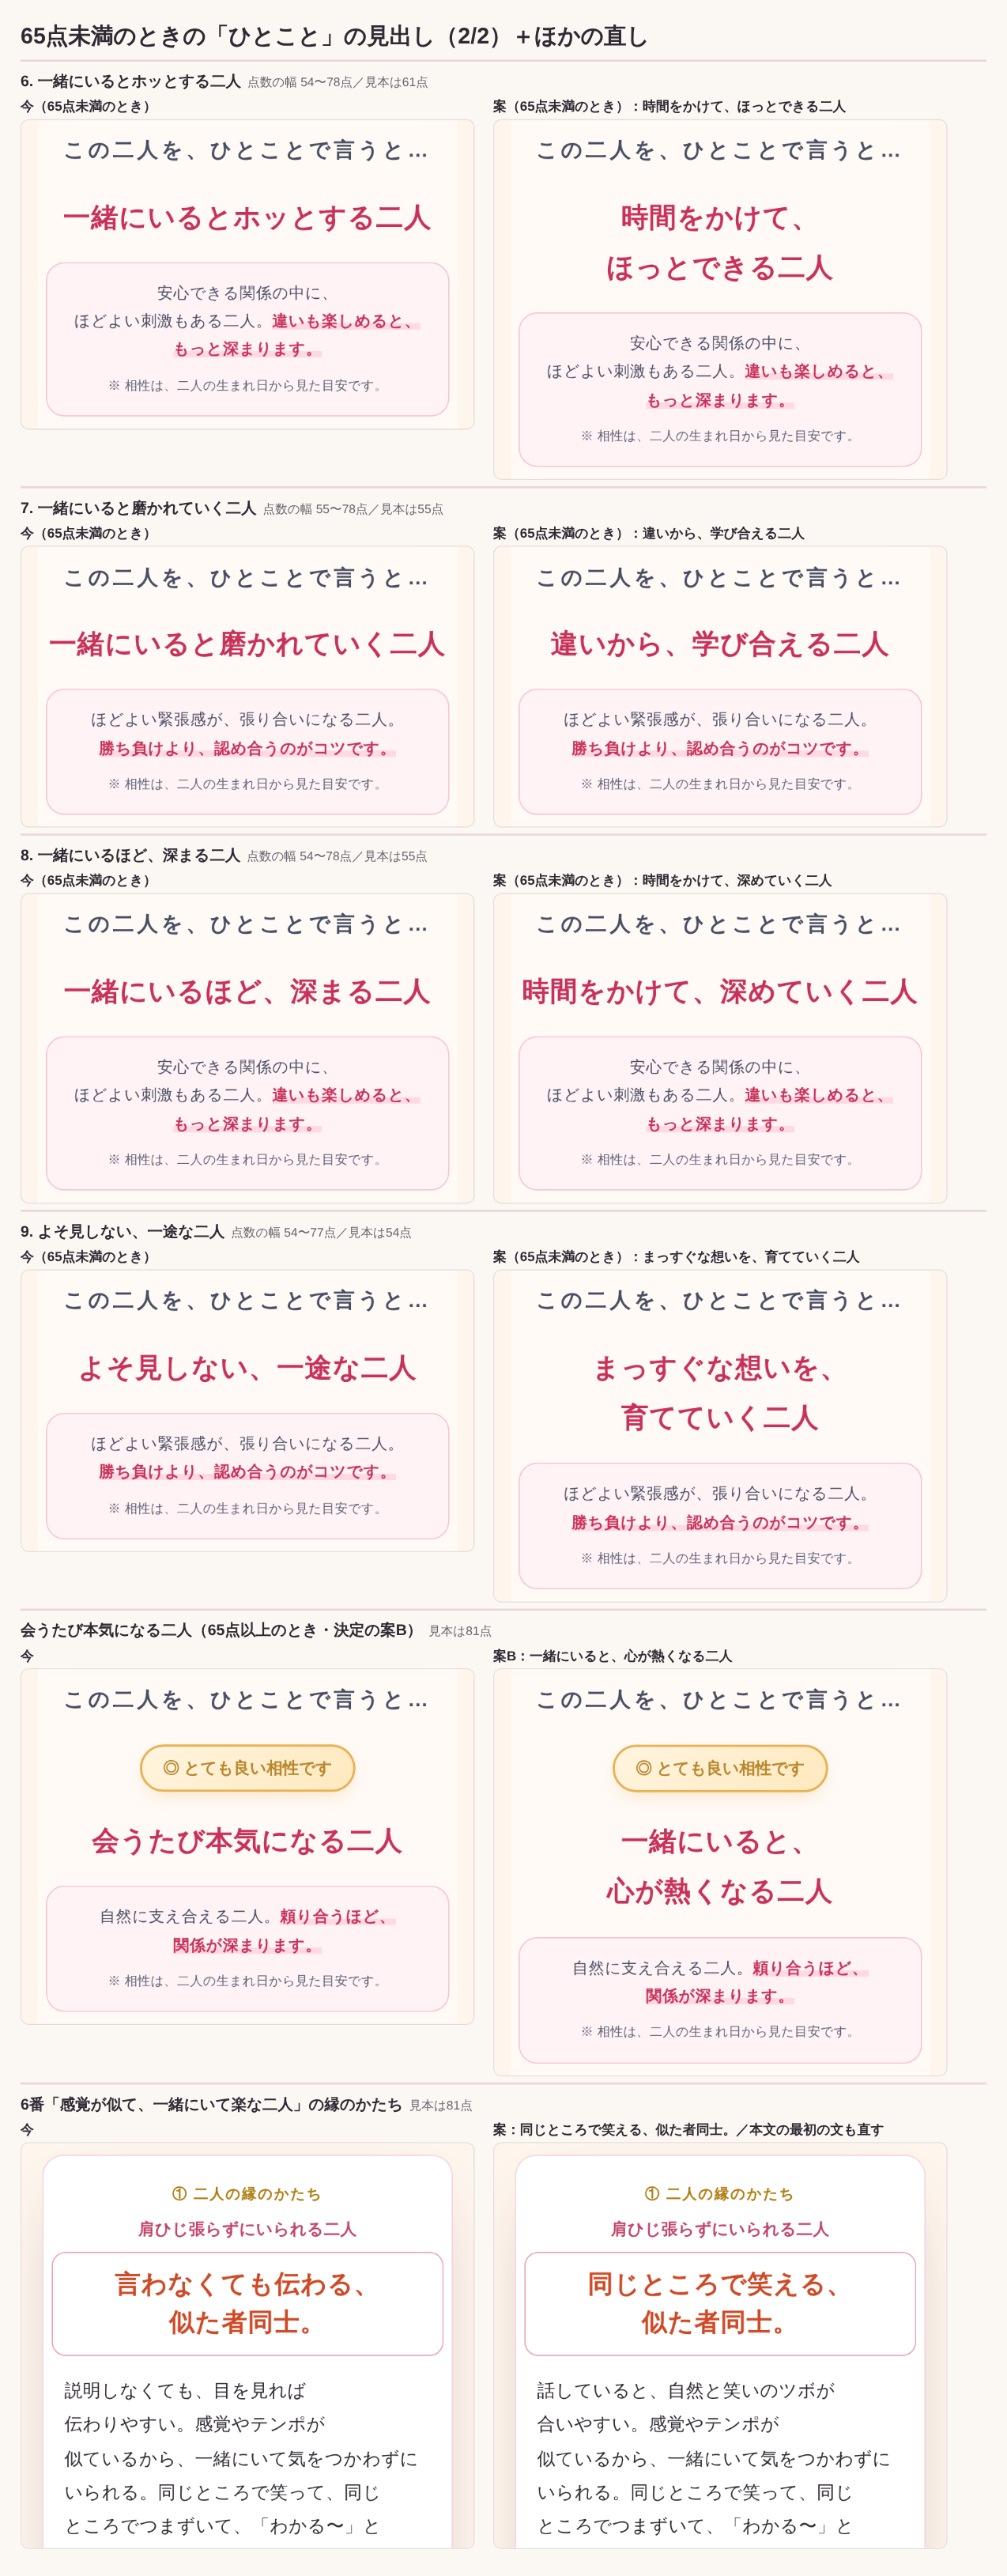 65点未満のときの「ひとこと」の見出し（2/2）＋ほかの直し
6. 一緒にいるとホッとする二人 点数の幅 54〜78点／見本は61点
今（65点未満のとき）
この二人を、ひとことで言うと…
一緒にいるとホッとする二人
安心できる関係の中に、
ほどよい刺激もある二人。違いも楽しめると、
もっと深まります。
※ 相性は、二人の生まれ日から見た目安です。
案（65点未満のとき）：時間をかけて、ほっとできる二人
この二人を、ひとことで言うと…
時間をかけて、
ほっとできる二人
安心できる関係の中に、
ほどよい刺激もある二人。違いも楽しめると、
もっと深まります。
※ 相性は、二人の生まれ日から見た目安です。
7. 一緒にいると磨かれていく二人 点数の幅 55〜78点／見本は55点
今（65点未満のとき）
この二人を、ひとことで言うと…
一緒にいると磨かれていく二人
ほどよい緊張感が、張り合いになる二人。
勝ち負けより、認め合うのがコツです。
※ 相性は、二人の生まれ日から見た目安です。
案（65点未満のとき）：違いから、学び合える二人
この二人を、ひとことで言うと…
違いから、学び合える二人
ほどよい緊張感が、張り合いになる二人。
勝ち負けより、認め合うのがコツです。
※ 相性は、二人の生まれ日から見た目安です。
8. 一緒にいるほど、深まる二人 点数の幅 54〜78点／見本は55点
今（65点未満のとき）
この二人を、ひとことで言うと…
一緒にいるほど、深まる二人
安心できる関係の中に、
ほどよい刺激もある二人。違いも楽しめると、
もっと深まります。
※ 相性は、二人の生まれ日から見た目安です。
案（65点未満のとき）：時間をかけて、深めていく二人
この二人を、ひとことで言うと…
時間をかけて、深めていく二人
安心できる関係の中に、
ほどよい刺激もある二人。違いも楽しめると、
もっと深まります。
※ 相性は、二人の生まれ日から見た目安です。
9. よそ見しない、一途な二人 点数の幅 54〜77点／見本は54点
今（65点未満のとき）
この二人を、ひとことで言うと…
よそ見しない、一途な二人
ほどよい緊張感が、張り合いになる二人。
勝ち負けより、認め合うのがコツです。
※ 相性は、二人の生まれ日から見た目安です。
案（65点未満のとき）：まっすぐな想いを、育てていく二人
この二人を、ひとことで言うと…
まっすぐな想いを、
育てていく二人
ほどよい緊張感が、張り合いになる二人。
勝ち負けより、認め合うのがコツです。
※ 相性は、二人の生まれ日から見た目安です。
会うたび本気になる二人（65点以上のとき・決定の案B） 見本は81点
今
この二人を、ひとことで言うと…
◎ とても良い相性です
会うたび本気になる二人
自然に支え合える二人。頼り合うほど、
関係が深まります。
※ 相性は、二人の生まれ日から見た目安です。
案B：一緒にいると、心が熱くなる二人
この二人を、ひとことで言うと…
◎ とても良い相性です
一緒にいると、
心が熱くなる二人
自然に支え合える二人。頼り合うほど、
関係が深まります。
※ 相性は、二人の生まれ日から見た目安です。
6番「感覚が似て、一緒にいて楽な二人」の縁のかたち 見本は81点
今
① 二人の縁のかたち
肩ひじ張らずにいられる二人
言わなくても伝わる、
似た者同士。
説明しなくても、目を見れば
伝わりやすい。感覚やテンポが
似ているから、一緒にいて気をつかわずに
いられる。同じところで笑って、同じ
ところでつまずいて、「わかる〜」と
案：同じところで笑える、似た者同士。／本文の最初の文も直す
① 二人の縁のかたち
肩ひじ張らずにいられる二人
同じところで笑える、
似た者同士。
話していると、自然と笑いのツボが
合いやすい。感覚やテンポが
似ているから、一緒にいて気をつかわずに
いられる。同じところで笑って、同じ
ところでつまずいて、「わかる〜」と